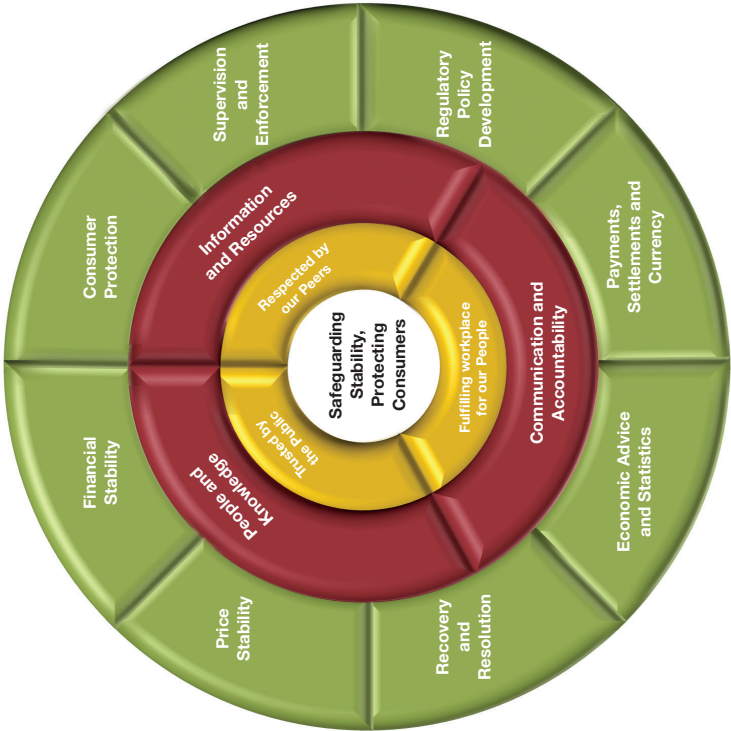 Safeguarding
Stability,
Protecting
Consumers
Trusted by
the Public
Respected by
our Peers
Fulfilling workplace
for our People
People and
Knowledge
Information
and Resources
Communication and
Accountability
Price
Stability
Financial
Stability
Consumer
Protection
Supervision
and
Enforcement
Regulatory
Policy
Development
Payments,
Settlements and
Currency
Economic Advice
and Statistics
Recovery
and
Resolution